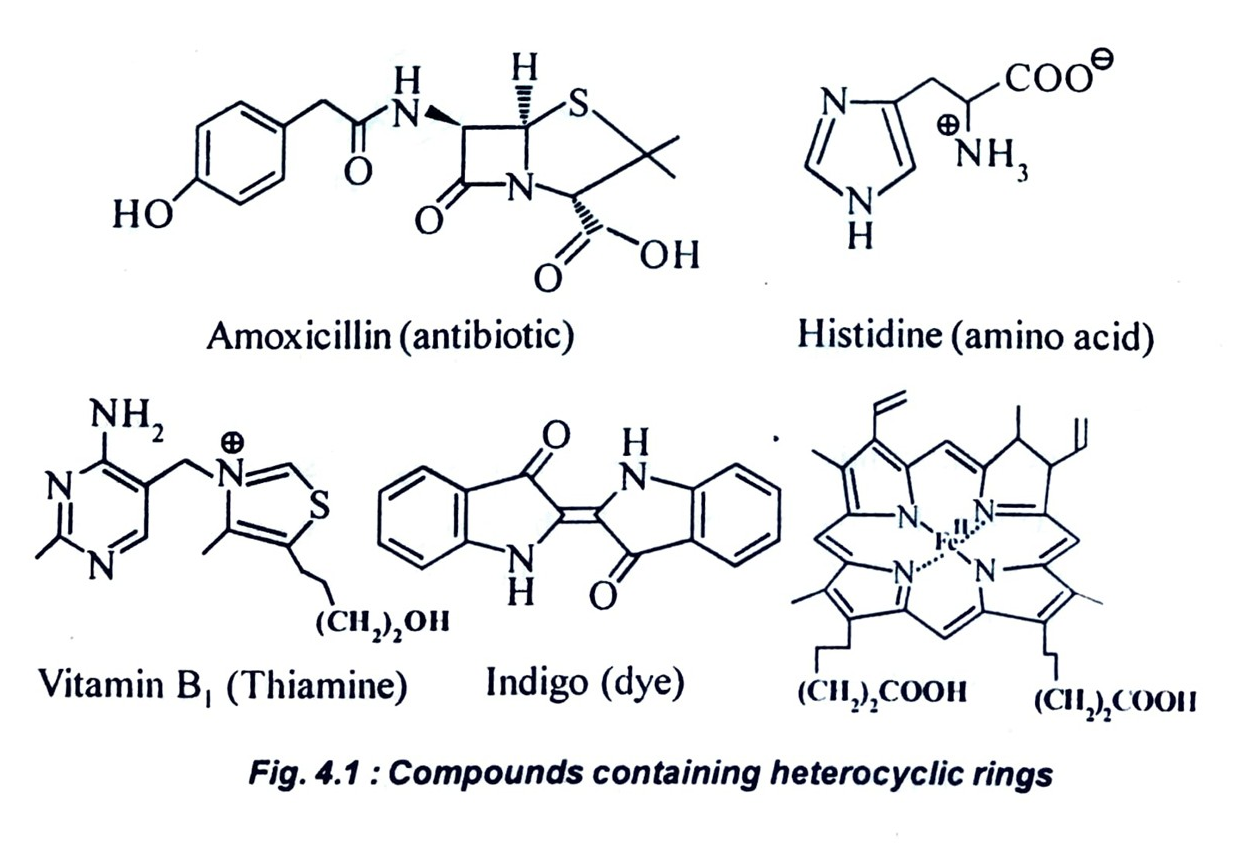 H
N
H
S
O
HO
O
N
O
OH
Amoxicillin (antibiotic)
N
COO⊖
⊕
NH₃
N
H
Histidine (amino acid)
NH₂
N
N
⊕
N
S
(CH₂)₂OH
Vitamin B₁ (Thiamine)
O
H
N
N
H
O
Indigo (dye)
N
N
Feᴵᴵ
N
N
(CH₂)₂COOH
(CH₂)₂COOH
Fig. 4.1 : Compounds containing heterocyclic rings